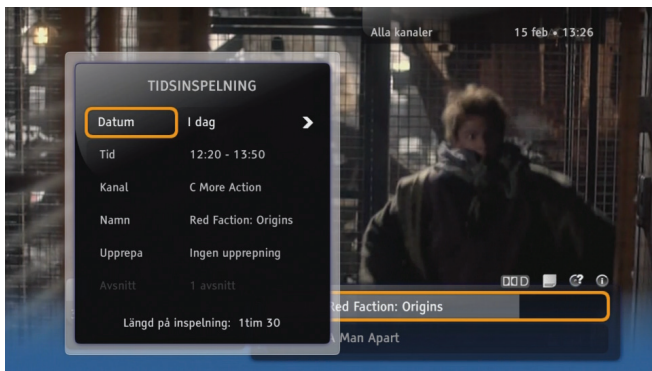 Alla kanaler 15 feb • 13:26
TIDSINSPELNING
Datum I dag
Tid 12:20 - 13:50
Kanal C More Action
Namn Red Faction: Origins
Upprepa Ingen upprepning
Avsnitt 1 avsnitt
Längd på inspelning: 1tim 30
DD D
Red Faction: Origins
A Man Apart